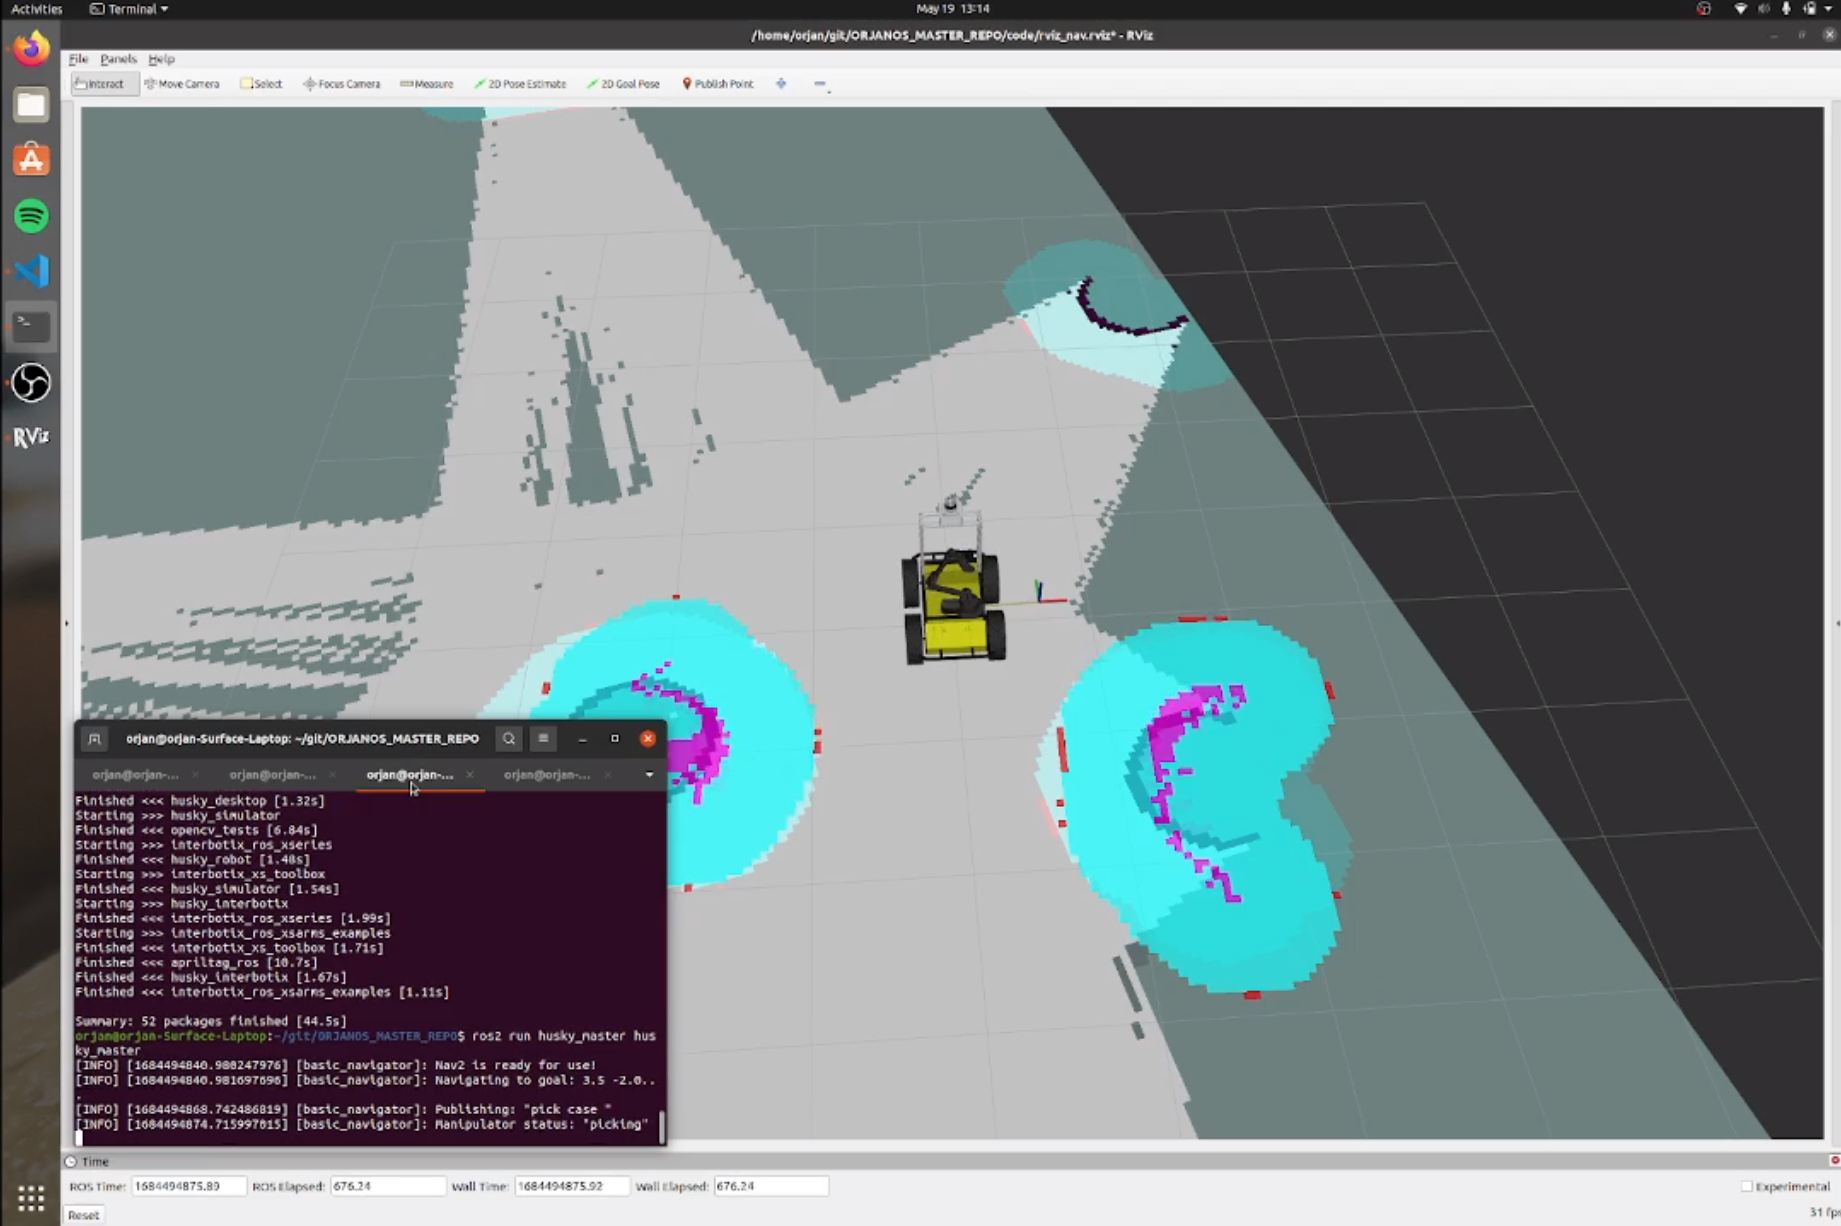 Activities
Terminal
May 19 13:14
/home/orjan/git/ORJANOS_MASTER_REPO/code/rviz_nav.rviz* - RViz
File Panels Help
Interact Move Camera Select Focus Camera Measure 2D Pose Estimate 2D Goal Pose Publish Point
RViz
orjan@orjan-Surface-Laptop: ~/git/ORJANOS_MASTER_REPO
orjan@orjan-... orjan@orjan-... orjan@orjan-... orjan@orjan-...
Finished <<< husky_desktop [1.32s]
Starting >>> husky_simulator
Finished <<< opencv_tests [6.84s]
Starting >>> interbotix_ros_xseries
Finished <<< husky_robot [1.48s]
Starting >>> interbotix_xs_toolbox
Finished <<< husky_simulator [1.54s]
Starting >>> husky_interbotix
Finished <<< interbotix_ros_xseries [1.99s]
Starting >>> interbotix_ros_xsarms_examples
Finished <<< interbotix_xs_toolbox [1.71s]
Finished <<< apriltag_ros [10.7s]
Finished <<< husky_interbotix [1.67s]
Finished <<< interbotix_ros_xsarms_examples [1.11s]
Summary: 52 packages finished [44.5s]
orjan@orjan-Surface-Laptop:~/git/ORJANOS_MASTER_REPO$ ros2 run husky_master hus
ky_master
[INFO] [1684494840.980247976] [basic_navigator]: Nav2 is ready for use!
[INFO] [1684494840.981697696] [basic_navigator]: Navigating to goal: 3.5 -2.0..
.
[INFO] [1684494868.742486819] [basic_navigator]: Publishing: "pick case "
[INFO] [1684494874.715997015] [basic_navigator]: Manipulator status: "picking"
Time
ROS Time: 1684494875.89 ROS Elapsed: 676.24 Wall Time: 1684494875.92 Wall Elapsed: 676.24
Experimental
Reset
31 fps